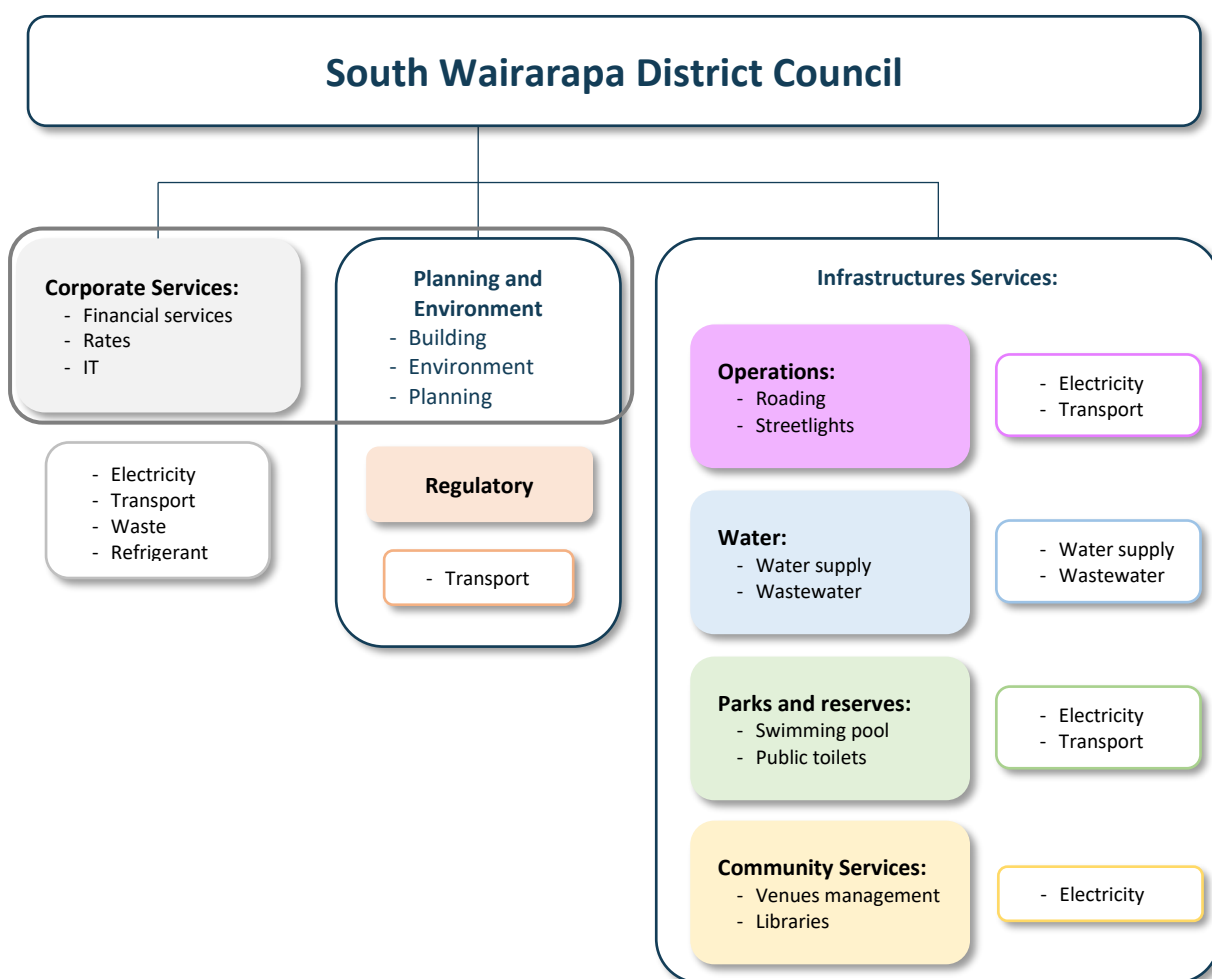 South Wairarapa District Council
Corporate Services:
- Financial services
- Rates
- IT
- Electricity
- Transport
- Waste
- Refrigerant
Planning and
Environment
- Building
- Environment
- Planning
Regulatory
- Transport
Infrastructures Services:
Operations:
- Roading
- Streetlights
- Electricity
- Transport
Water:
- Water supply
- Wastewater
- Water supply
- Wastewater
Parks and reserves:
- Swimming pool
- Public toilets
- Electricity
- Transport
Community Services:
- Venues management
- Libraries
- Electricity